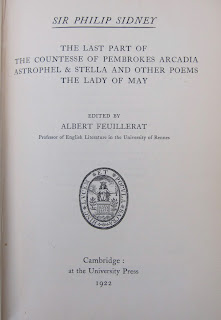 SIR PHILIP SIDNEY
THE LAST PART OF
THE COUNTESSE OF PEMBROKES ARCADIA
ASTROPHEL & STELLA AND OTHER POEMS
THE LADY OF MAY
EDITED BY
ALBERT FEUILLERAT
Professor of English Literature in the University of Rennes
Cambridge :
at the University Press
1922